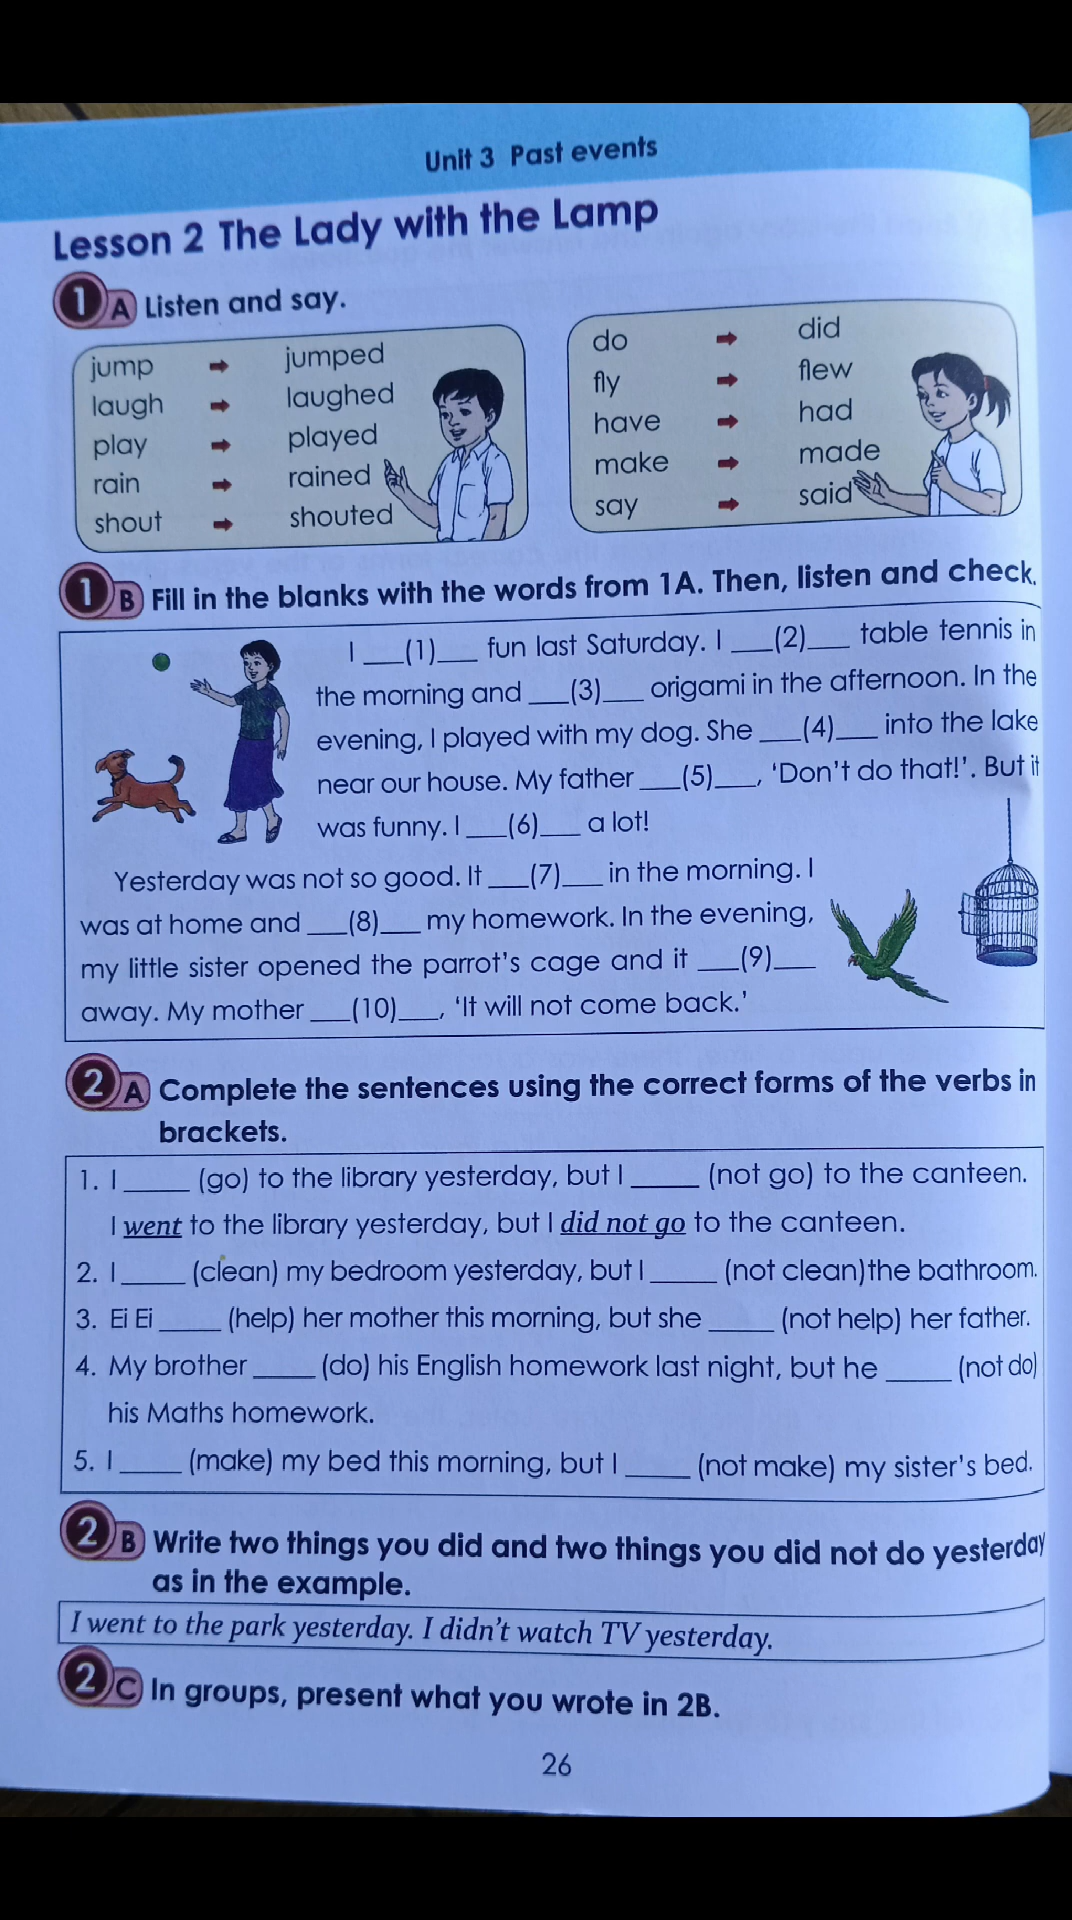 Unit 3 Past events
Lesson 2 The Lady with the Lamp
1 A Listen and say.
jump jumped
laugh laughed
play played
rain rained
shout shouted
do did
fly flew
have had
make made
say said
1 B Fill in the blanks with the words from 1A. Then, listen and check.
I ___(1)___ fun last Saturday. I ___(2)___ table tennis in
the morning and ___(3)___ origami in the afternoon. In the
evening, I played with my dog. She ___(4)___ into the lake
near our house. My father ___(5)___, 'Don't do that!'. But it
was funny. I ___(6)___ a lot!
Yesterday was not so good. It ___(7)___ in the morning. I
was at home and ___(8)___ my homework. In the evening,
my little sister opened the parrot's cage and it ___(9)___
away. My mother ___(10)___, 'It will not come back.'
2 A Complete the sentences using the correct forms of the verbs in
brackets.
1. I _____ (go) to the library yesterday, but I _____ (not go) to the canteen.
I went to the library yesterday, but I did not go to the canteen.
2. I _____ (clean) my bedroom yesterday, but I _____ (not clean)the bathroom.
3. Ei Ei _____ (help) her mother this morning, but she _____ (not help) her father.
4. My brother _____ (do) his English homework last night, but he _____ (not do)
his Maths homework.
5. I _____ (make) my bed this morning, but I _____ (not make) my sister's bed.
2 B Write two things you did and two things you did not do yesterday
as in the example.
I went to the park yesterday. I didn't watch TV yesterday.
2 C In groups, present what you wrote in 2B.
26